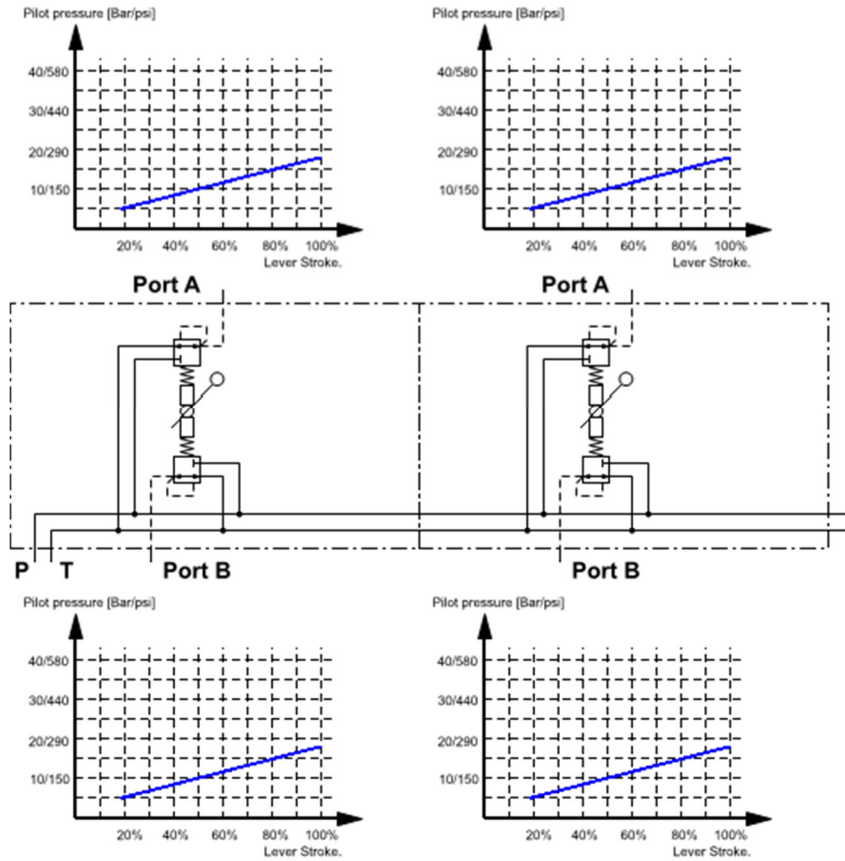 Pilot pressure [Bar/psi]
40/580
30/440
20/290
10/150
20% 40% 60% 80% 100%
Lever Stroke.
Pilot pressure [Bar/psi]
40/580
30/440
20/290
10/150
20% 40% 60% 80% 100%
Lever Stroke.
Port A
Port A
P T Port B
Port B
Pilot pressure [Bar/psi]
40/580
30/440
20/290
10/150
20% 40% 60% 80% 100%
Lever Stroke.
Pilot pressure [Bar/psi]
40/580
30/440
20/290
10/150
20% 40% 60% 80% 100%
Lever Stroke.